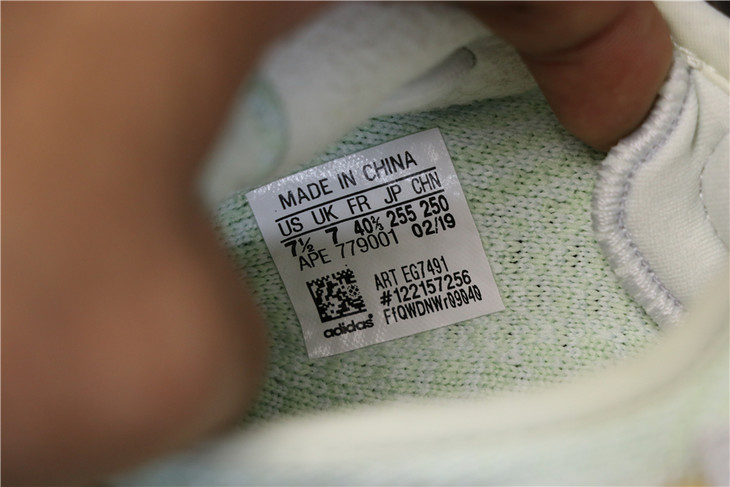 MADE IN CHINA
US UK FR JP CHN
7½ 7 40⅔ 255 250
APE 779001 02/19
ART EG7491
#122157256
FfQWDNWr09040
adidas